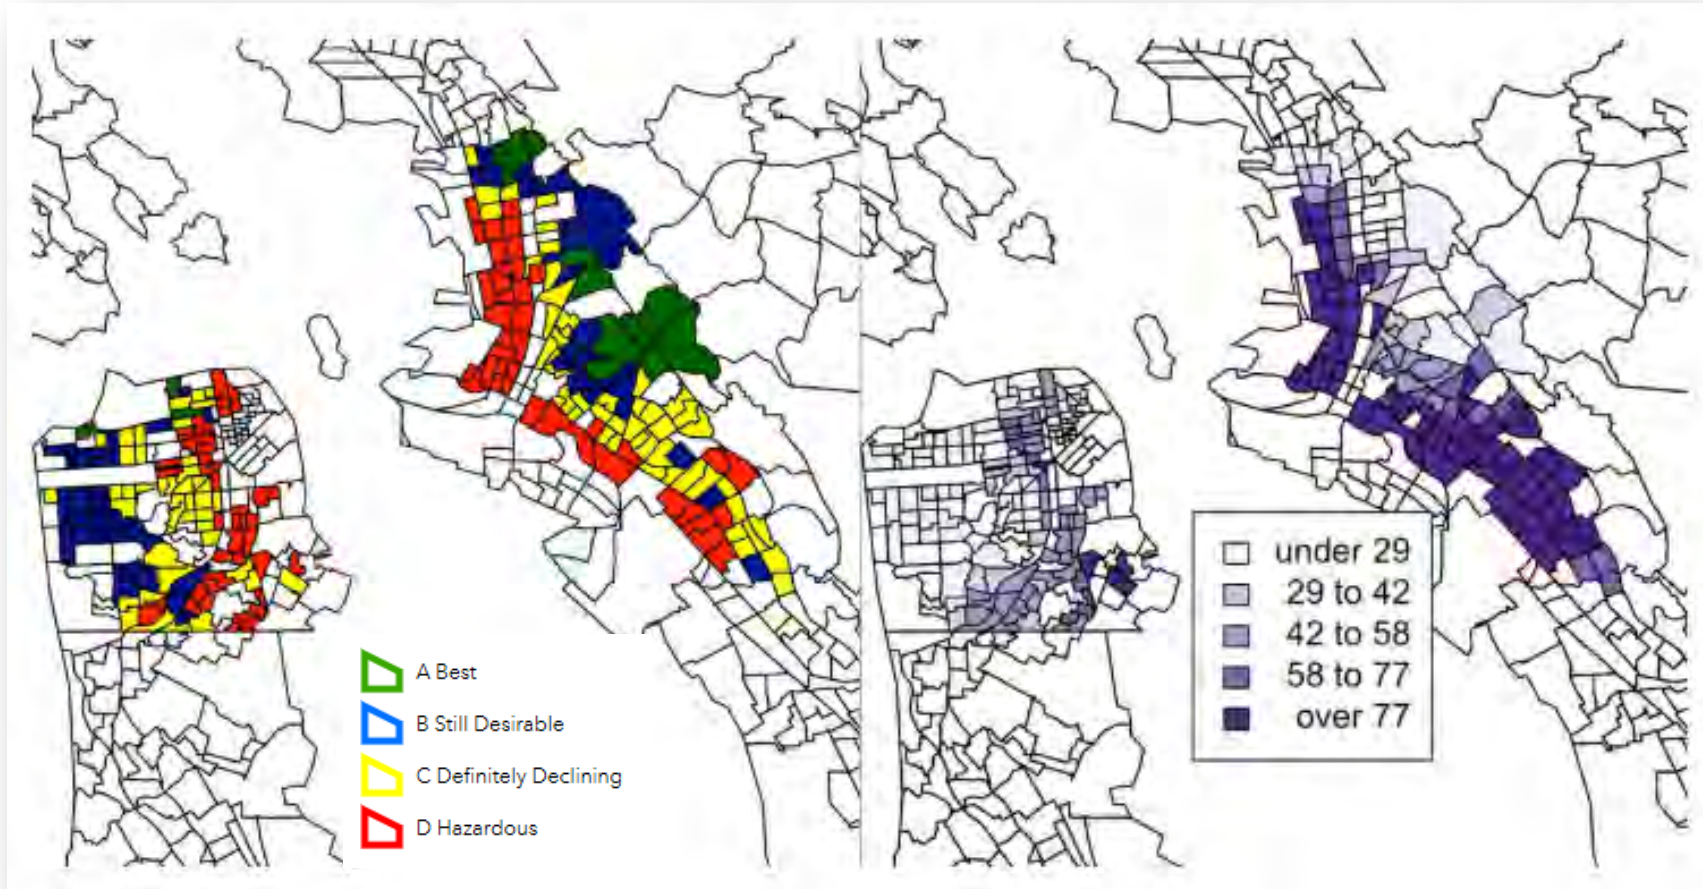 A Best
B Still Desirable
C Definitely Declining
D Hazardous
under 29
29 to 42
42 to 58
58 to 77
over 77